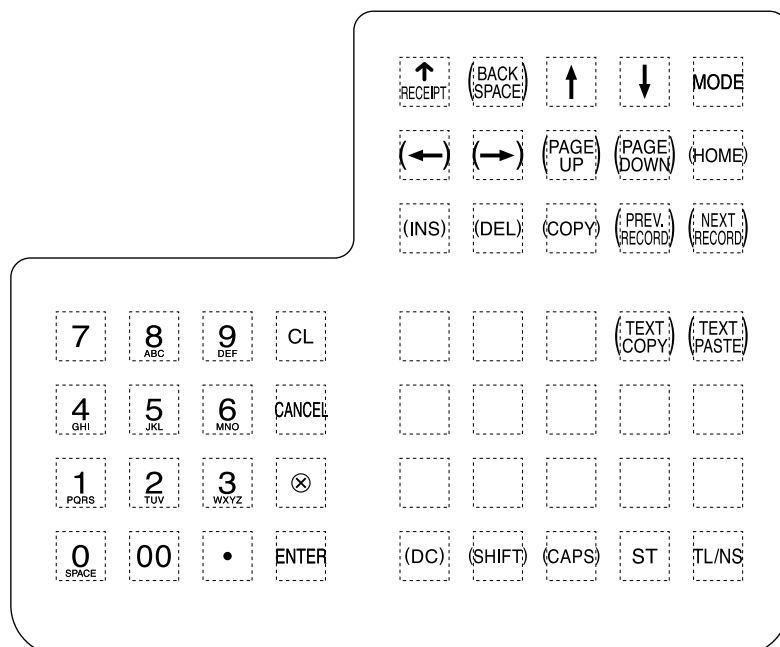 ↑ RECEIPT (BACK SPACE) ↑ ↓ MODE
(←) (→) (PAGE UP) (PAGE DOWN) (HOME)
(INS) (DEL) (COPY) (PREV. RECORD) (NEXT RECORD)
7 8 ABC 9 DEF CL (TEXT COPY) (TEXT PASTE)
4 GHI 5 JKL 6 MNO CANCEL
1 PQRS 2 TUV 3 WXYZ ⊗
0 SPACE 00 • ENTER (DC) (SHIFT) (CAPS) ST TL/NS